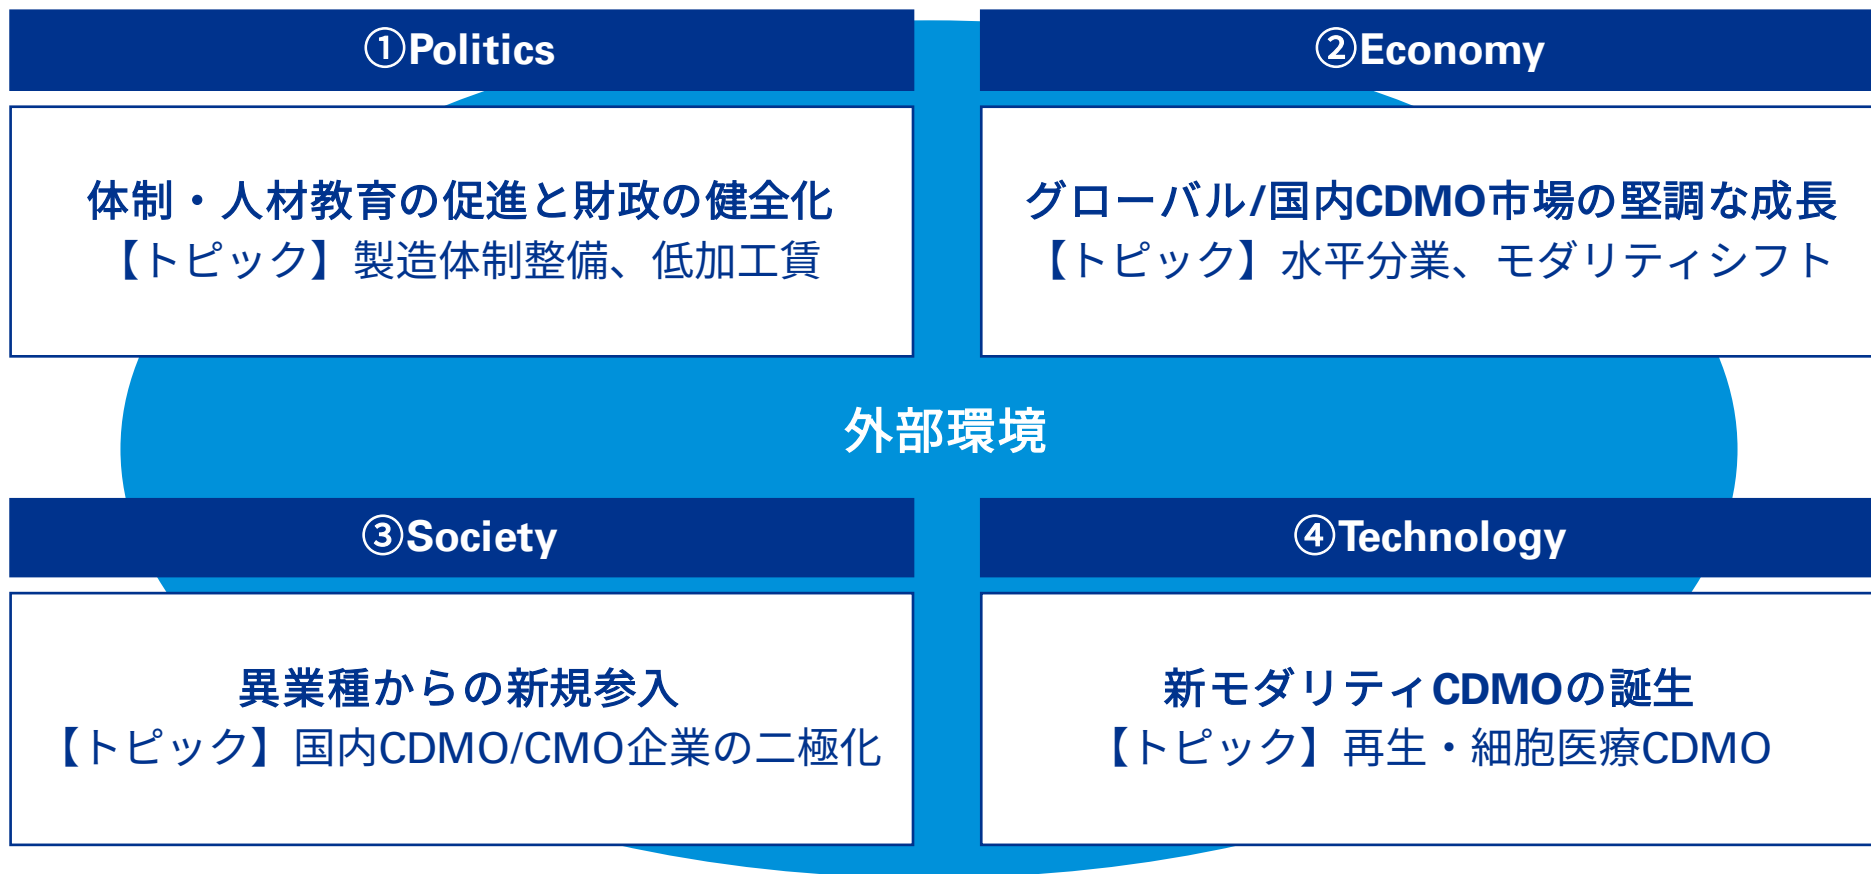 ①Politics
体制・人材教育の促進と財政の健全化
【トピック】製造体制整備、低加工賃
②Economy
グローバル/国内CDMO市場の堅調な成長
【トピック】水平分業、モダリティシフト
外部環境
③Society
異業種からの新規参入
【トピック】国内CDMO/CMO企業の二極化
④Technology
新モダリティCDMOの誕生
【トピック】再生・細胞医療CDMO